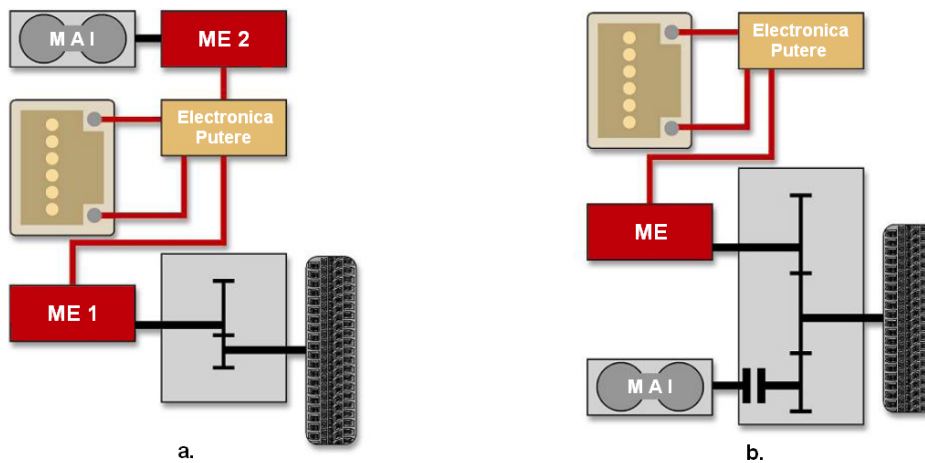 M A I
ME 2
Electronica
Putere
ME 1
a.
Electronica
Putere
ME
M A I
b.